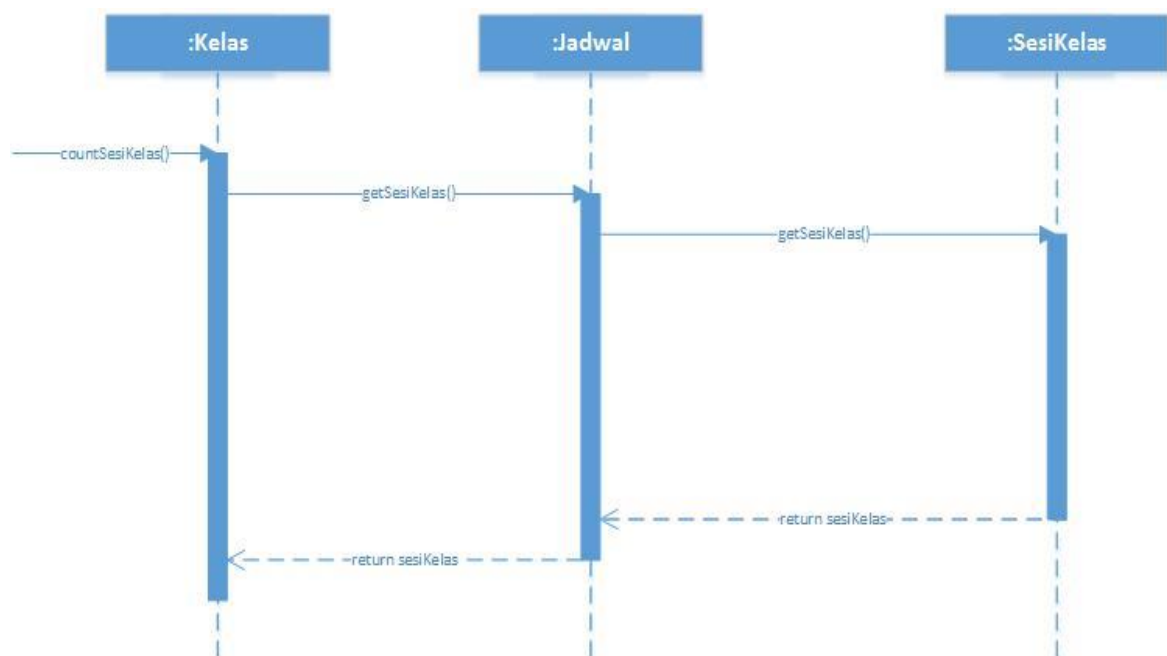 :Kelas
:Jadwal
:SesiKelas
countSesiKelas()
getSesiKelas()
getSesiKelas()
return sesiKelas
return sesiKelas